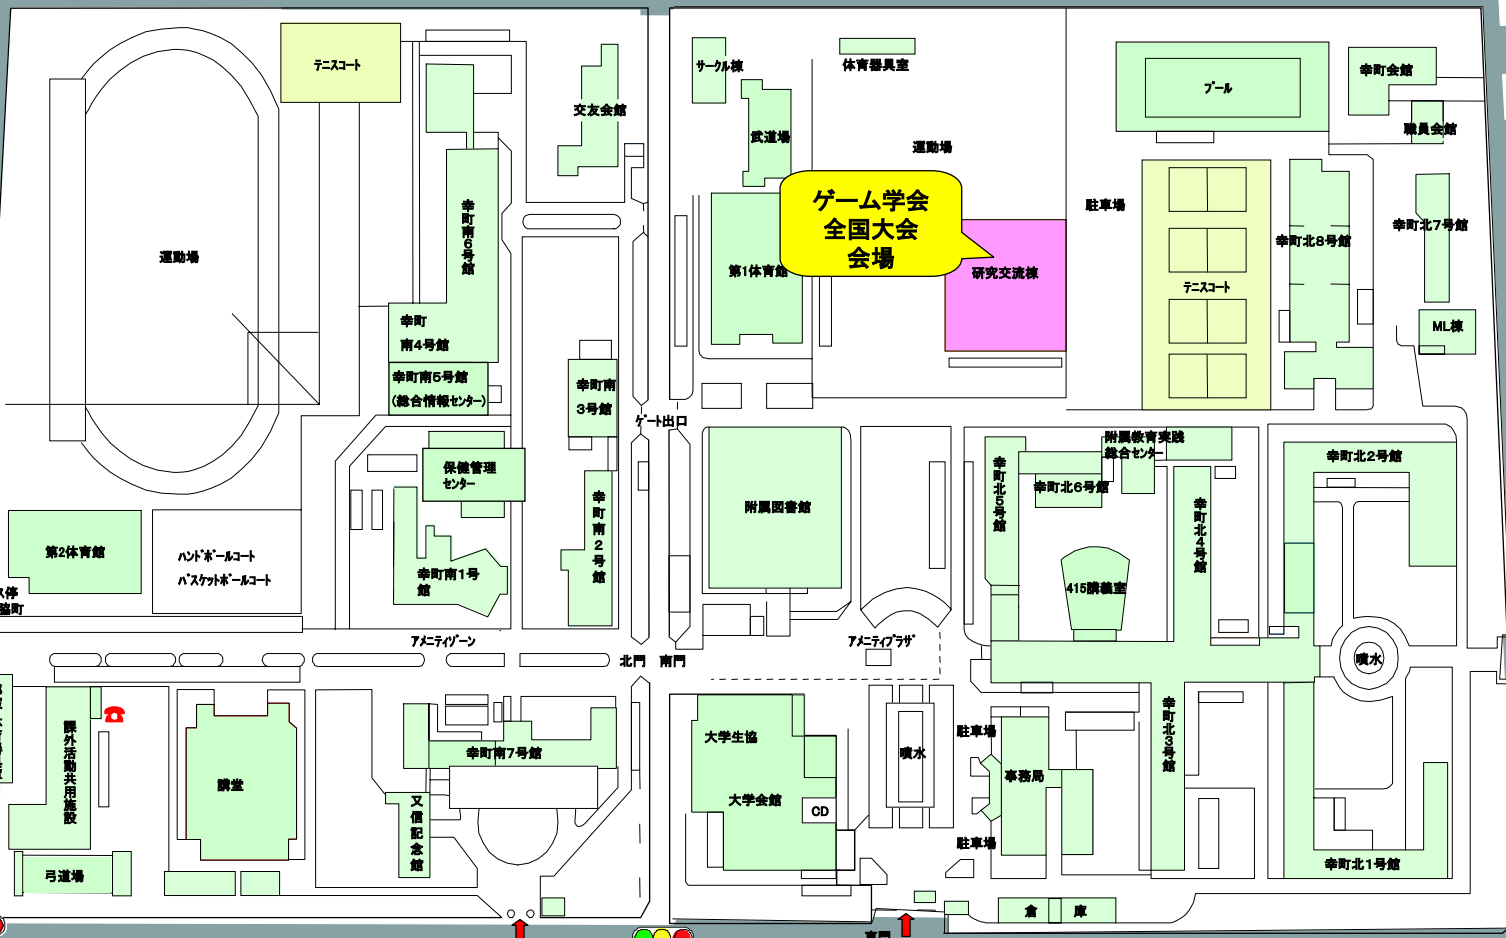 テニスコート
サークル棟
体育器具室
交友会館
武道場
運動場
プール
幸町会館
職員会館
ゲーム学会
全国大会
会場
駐車場
幸町南6号館
運動場
第1体育館
研究交流棟
幸町北8号館
幸町北7号館
テニスコート
ML棟
幸町
南4号館
幸町南5号館
(総合情報センター)
幸町南
3号館
ゲート出口
保健管理
センター
附属図書館
附属教育実践
総合センター
幸町北5号館
幸町北6号館
幸町北4号館
幸町北2号館
幸町南2号館
第2体育館
ハンドボールコート
バスケットボールコート
幸町南1号
館
415講義室
アメニティゾーン
アメニティプラザ
北門
南門
噴水
課外活動共用施設
講堂
幸町南7号館
又信記念館
大学生協
大学会館
CD
噴水
駐車場
事務局
駐車場
幸町北3号館
幸町北1号館
弓道場
倉庫